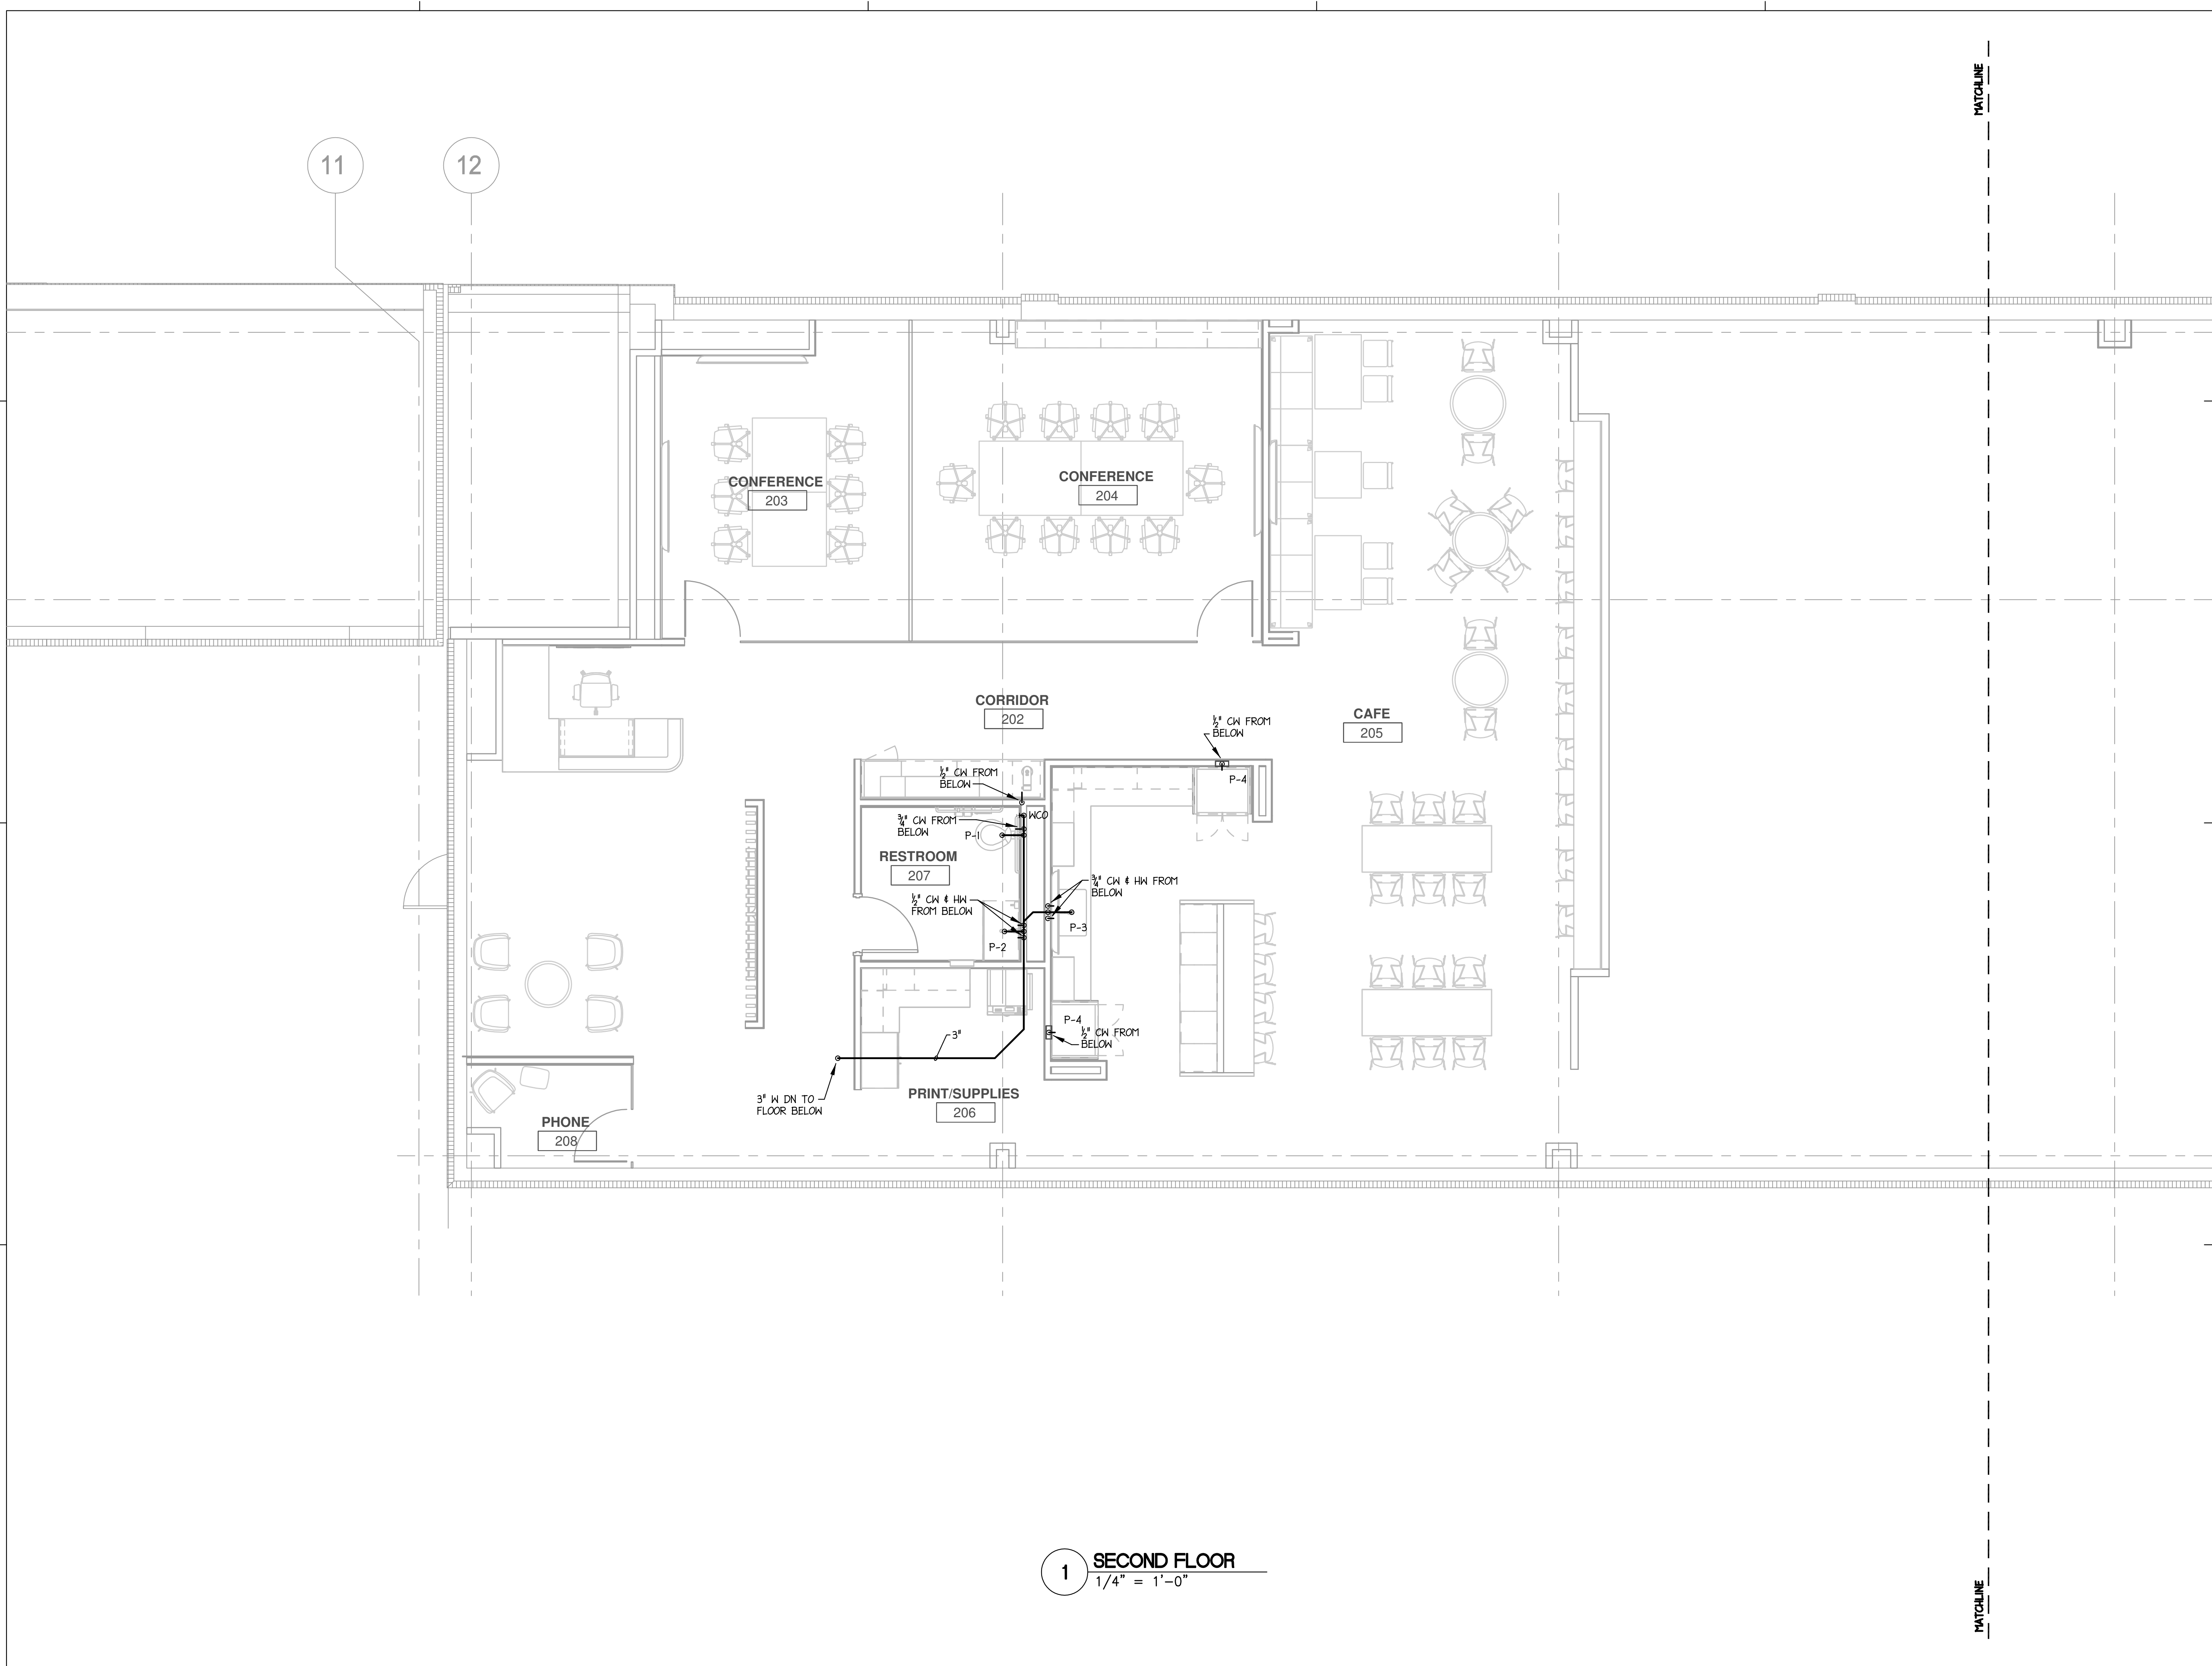 MATCHLINE
11
12
CONFERENCE
203
CONFERENCE
204
CORRIDOR
202
CAFE
205
½" CW FROM
BELOW
P-4
½" CW FROM
BELOW
¾" CW FROM
BELOW
WCO
P-1
RESTROOM
207
¾" CW & HW FROM
BELOW
½" CW & HW
FROM BELOW
P-3
P-2
P-4
½" CW FROM
BELOW
3"
3" W DN TO
FLOOR BELOW
PRINT/SUPPLIES
206
PHONE
208
1
SECOND FLOOR
1/4" = 1'-0"
MATCHLINE